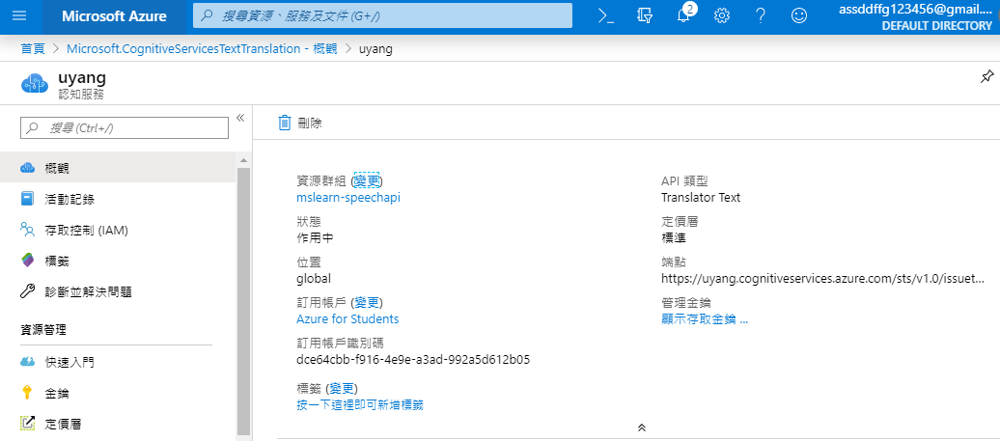 Microsoft Azure
搜尋資源、服務及文件 (G+/)
2
assddffg123456@gmail....
DEFAULT DIRECTORY
首頁 > Microsoft.CognitiveServicesTextTranslation - 概觀 > uyang
uyang
認知服務
搜尋 (Ctrl+/)
«
刪除
概觀
活動記錄
存取控制 (IAM)
標籤
診斷並解決問題
資源管理
快速入門
金鑰
定價層
資源群組 (變更)
mslearn-speechapi
狀態
作用中
位置
global
訂用帳戶 (變更)
Azure for Students
訂用帳戶識別碼
dce64cbb-f916-4e9e-a3ad-992a5d612b05
標籤 (變更)
按一下這裡即可新增標籤
API 類型
Translator Text
定價層
標準
端點
https://uyang.cognitiveservices.azure.com/sts/v1.0/issuet...
管理金鑰
顯示存取金鑰 ...